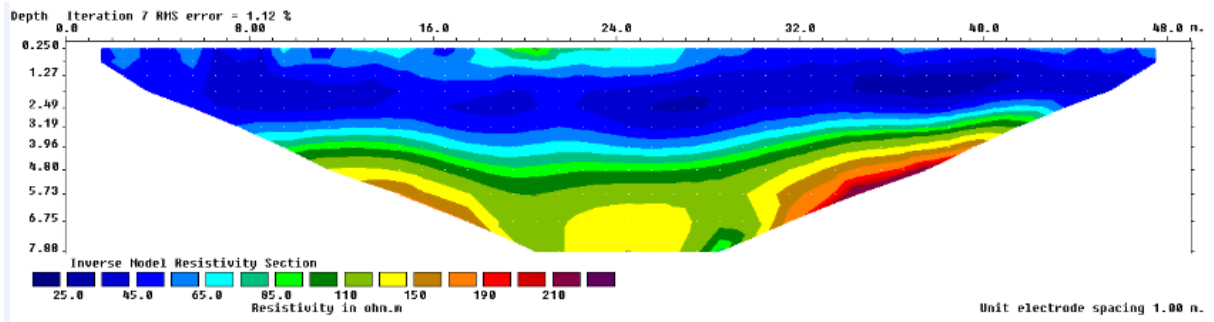 Depth Iteration 7 RMS error = 1.12 %
0.0 8.00 16.0 24.0 32.0 40.0 48.0 m.
0.250
1.27
2.49
3.19
3.96
4.80
5.73
6.75
7.88
Inverse Model Resistivity Section
25.0 45.0 65.0 85.0 110 150 190 210
Resistivity in ohm.m
Unit electrode spacing 1.00 m.